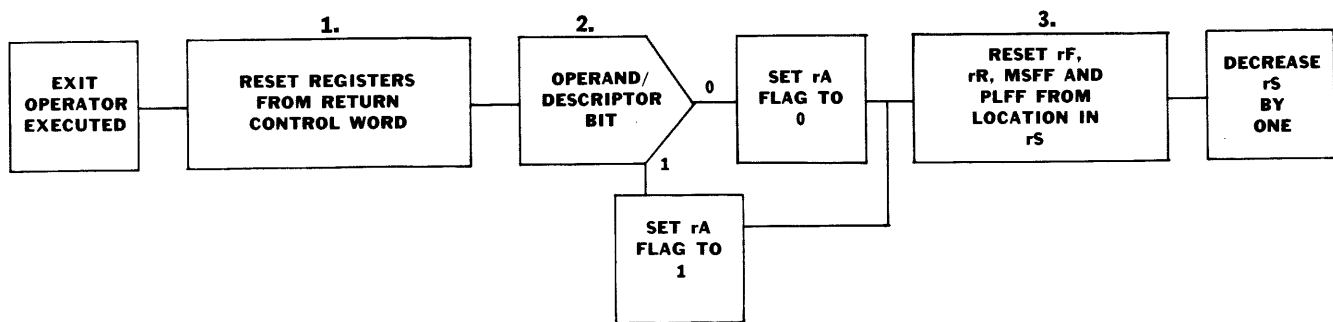 EXIT
OPERATOR
EXECUTED
1.
RESET REGISTERS
FROM RETURN
CONTROL WORD
2.
OPERAND/
DESCRIPTOR
BIT
0
1
SET rA
FLAG TO
0
SET rA
FLAG TO
1
3.
RESET rF,
rR, MSFF AND
PLFF FROM
LOCATION IN
rS
DECREASE
rS
BY
ONE